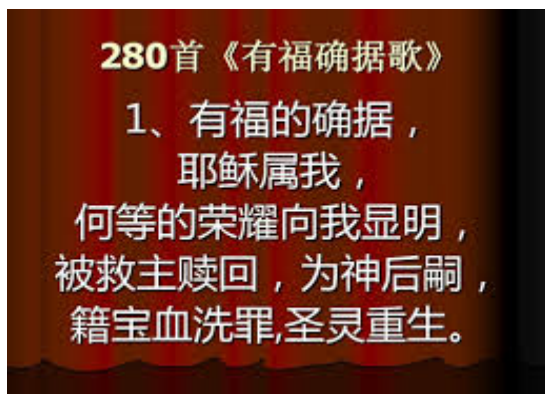 280首《有福确据歌》
1、有福的确据，
耶稣属我，
何等的荣耀向我显明，
被救主赎回，为神后嗣，
籍宝血洗罪,圣灵重生。